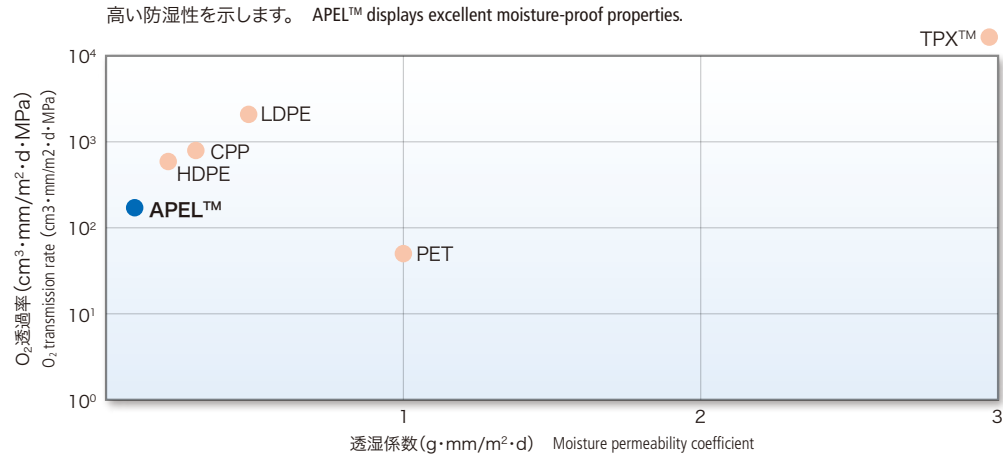 高い防湿性を示します。 APEL™ displays excellent moisture-proof properties.
TPX™
10⁴
LDPE
10³
CPP
HDPE
APEL™
10²
PET
10¹
10⁰
1 2 3
O₂透過率(cm³･mm/m²･d･MPa)
O₂ transmission rate (cm3･mm/m2･d･MPa)
透湿係数(g･mm/m²･d) Moisture permeability coefficient